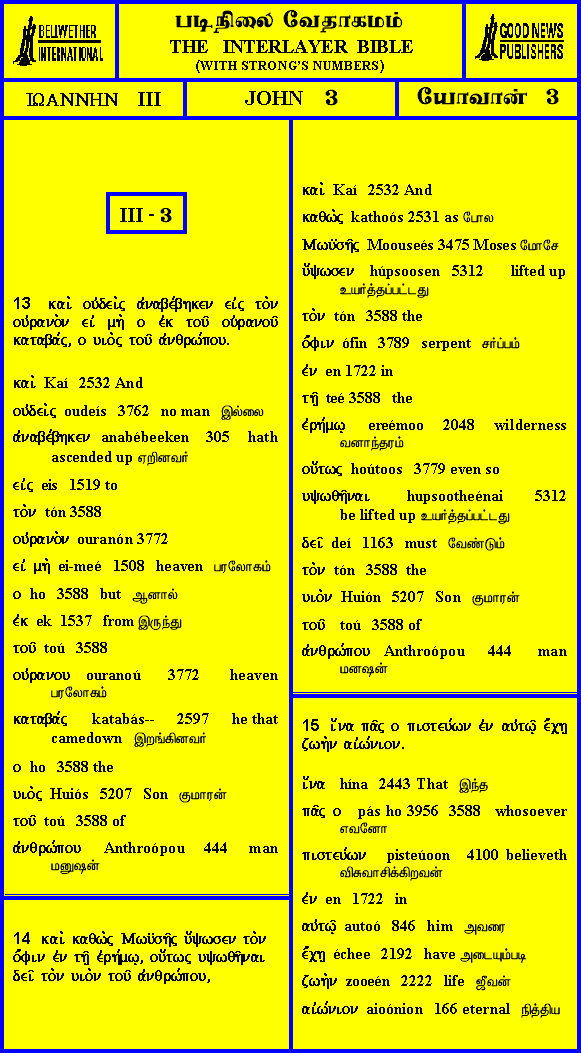 BELLWETHER
INTERNATIONAL
படிநிலை வேதாகமம்
THE INTERLAYER BIBLE
(WITH STRONG'S NUMBERS)
GOOD NEWS
PUBLISHERS
ΙΩΑΝΝΗΝ III
JOHN 3
யோவான் 3
III - 3
13 καὶ οὐδεὶς ἀναβέβηκεν εἰς τὸν
οὐρανὸν εἰ μὴ ο ἐκ τοῦ οὐρανοῦ
καταβάς, ο υιὸς τοῦ ἀνθρώπου.
καὶ Kaí 2532 And
οὐδεὶς oudeís 3762 no man இல்லை
ἀναβέβηκεν anabébeeken 305 hath
ascended up ஏறினவர்
εἰς eis 1519 to
τὸν tón 3588
οὐρανὸν ouranón 3772
εἰ μὴ ei-meé 1508 heaven பரலோகம்
ο ho 3588 but ஆனால்
ἐκ ek 1537 from இருந்து
τοῦ toú 3588
οὐρανου ouranoú 3772 heaven
பரலோகம்
καταβάς katabás-- 2597 he that
camedown இறங்கினவர்
ο ho 3588 the
υιὸς Huiós 5207 Son குமாரன்
τοῦ toú 3588 of
ἀνθρώπου Anthroópou 444 man
மனுஷன்
14 καὶ καθὼς Μωϋσῆς ὕψωσεν τὸν
ὄφιν ἐν τῇ ἐρήμῳ, οὕτως υψωθῆναι
δεῖ τὸν υιὸν τοῦ ἀνθρώπου,
καὶ Kaí 2532 And
καθὼς kathoós 2531 as போல
Μωϋσῆς Moouseés 3475 Moses மோசே
ὕψωσεν húpsoosen 5312 lifted up
உயர்த்தப்பட்டது
τὸν tón 3588 the
ὄφιν ófin 3789 serpent சர்ப்பம்
ἐν en 1722 in
τῇ teé 3588 the
ἐρήμῳ ereémoo 2048 wilderness
வனாந்தரம்
οὕτως hoútoos 3779 even so
υψωθῆναι hupsootheénai 5312
be lifted up உயர்த்தப்பட்டது
δεῖ deí 1163 must வேண்டும்
τὸν tón 3588 the
υιὸν Huión 5207 Son குமாரன்
τοῦ toú 3588 of
ἀνθρώπου Anthroópou 444 man
மனஷன்
15 ἵνα πᾶς ο πιστεύων ἐν αὐτῷ ἔχῃ
ζωὴν αἰώνιον.
ἵνα hína 2443 That இந்த
πᾶς ο pás ho 3956 3588 whosoever
எவனோ
πιστεύων pisteúoon 4100 believeth
விசுவாசிக்கிறவன்
ἐν en 1722 in
αὐτῷ autoó 846 him அவரை
ἔχῃ échee 2192 have அடையும்படி
ζωὴν zooeén 2222 life ஜீவன்
αἰώνιον aioónion 166 eternal நித்திய